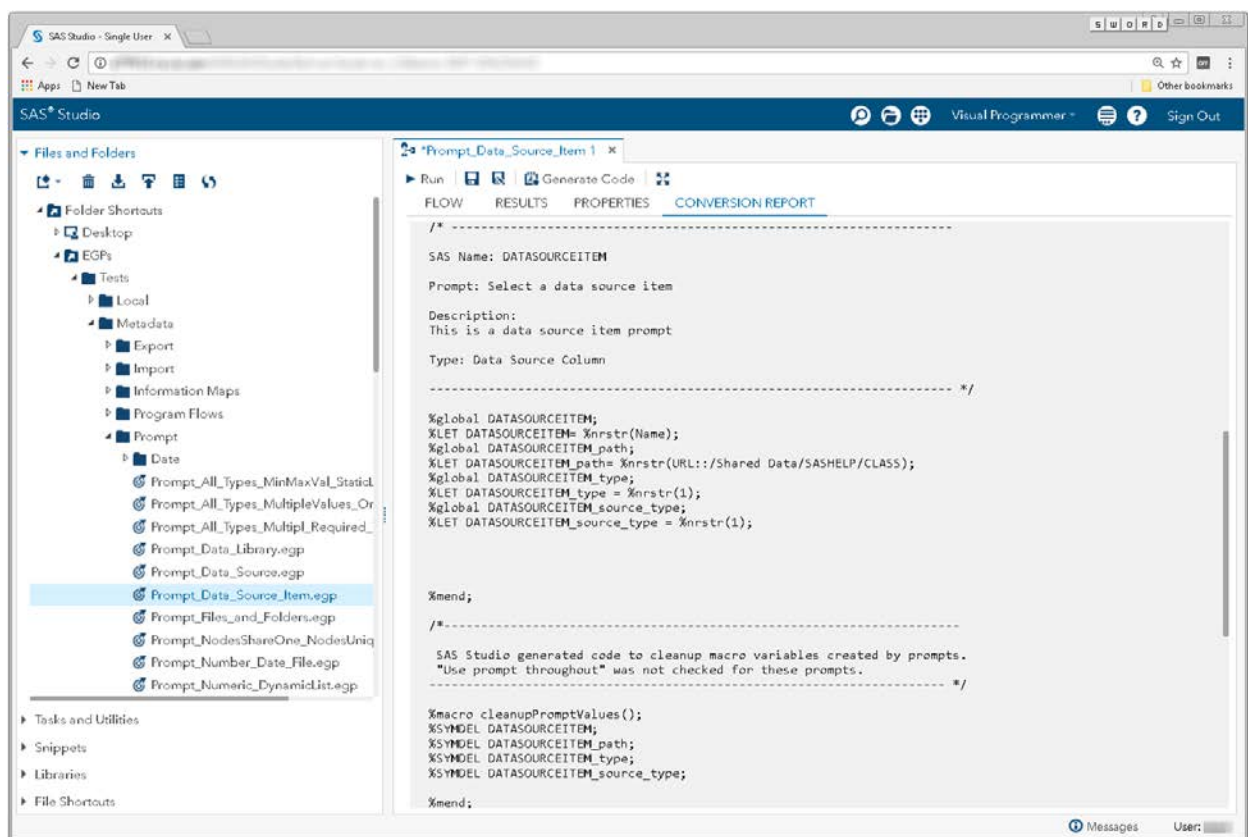 SAS Studio - Single User
S W O R D
Apps New Tab
Other bookmarks
SAS® Studio
Visual Programmer
Sign Out
Files and Folders
Folder Shortcuts
Desktop
EGPs
Tests
Local
Metadata
Export
Import
Information Maps
Program Flows
Prompt
Date
Prompt_All_Types_MinMaxVal_StaticL
Prompt_All_Types_MultipleValues_Or
Prompt_All_Types_Multipl_Required_
Prompt_Data_Library.egp
Prompt_Data_Source.egp
Prompt_Data_Source_Item.egp
Prompt_Files_and_Folders.egp
Prompt_NodesShareOne_NodesUniq
Prompt_Number_Date_File.egp
Prompt_Numeric_DynamicList.egp
Tasks and Utilities
Snippets
Libraries
File Shortcuts
*Prompt_Data_Source_Item 1
Run Generate Code
FLOW RESULTS PROPERTIES CONVERSION REPORT
/* --------------------------------------------------------------------
SAS Name: DATASOURCEITEM
Prompt: Select a data source item
Description:
This is a data source item prompt
Type: Data Source Column
----------------------------------------------------------------------- */
%global DATASOURCEITEM;
%LET DATASOURCEITEM= %nrstr(Name);
%global DATASOURCEITEM_path;
%LET DATASOURCEITEM_path= %nrstr(URL::/Shared Data/SASHELP/CLASS);
%global DATASOURCEITEM_type;
%LET DATASOURCEITEM_type = %nrstr(1);
%global DATASOURCEITEM_source_type;
%LET DATASOURCEITEM_source_type = %nrstr(1);
%mend;
/*----------------------------------------------------------------------
SAS Studio generated code to cleanup macro variables created by prompts.
"Use prompt throughout" was not checked for these prompts.
---------------------------------------------------------------------- */
%macro cleanupPromptValues();
%SYMDEL DATASOURCEITEM;
%SYMDEL DATASOURCEITEM_path;
%SYMDEL DATASOURCEITEM_type;
%SYMDEL DATASOURCEITEM_source_type;
%mend;
Messages User: